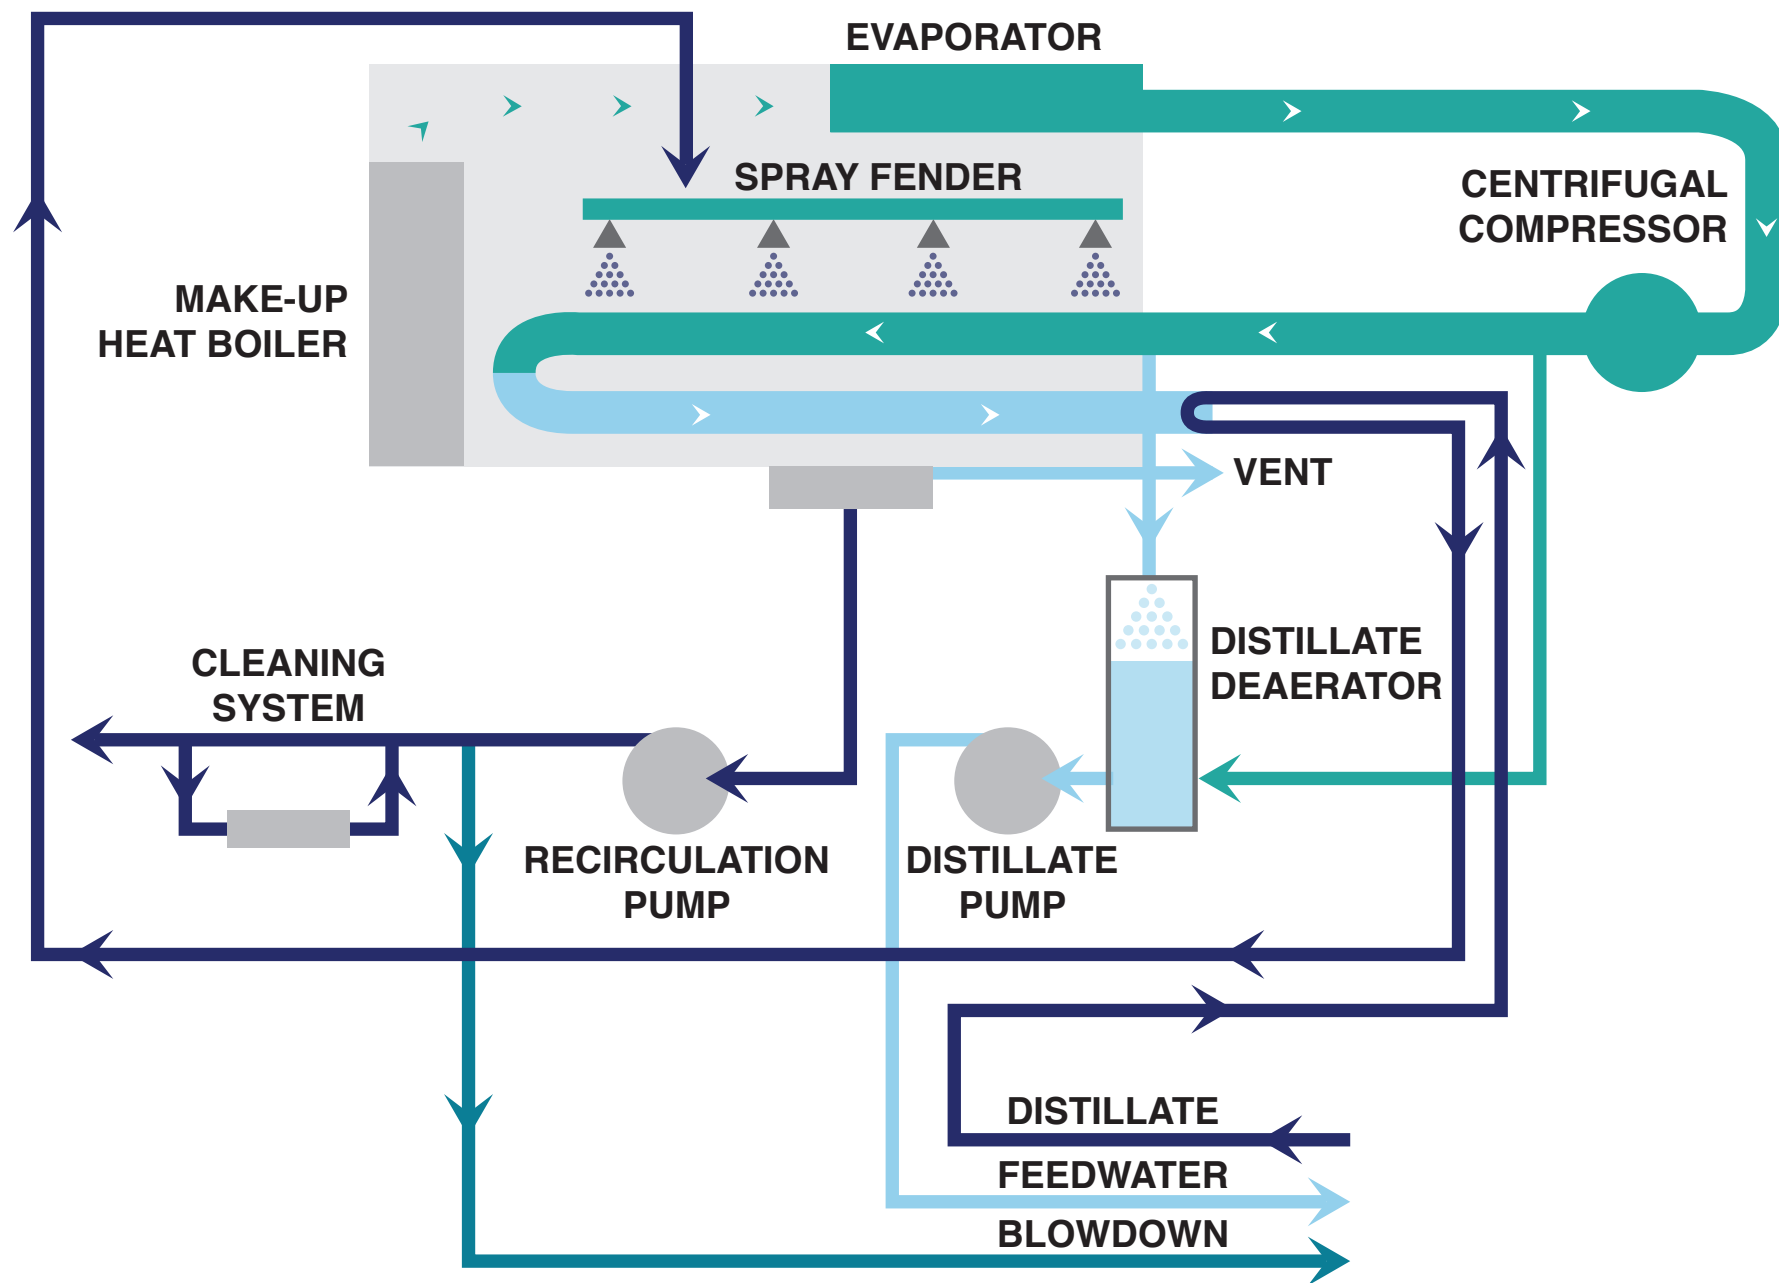 EVAPORATOR
SPRAY FENDER
CENTRIFUGAL
COMPRESSOR
MAKE-UP
HEAT BOILER
VENT
CLEANING
SYSTEM
DISTILLATE
DEAERATOR
RECIRCULATION
PUMP
DISTILLATE
PUMP
DISTILLATE
FEEDWATER
BLOWDOWN